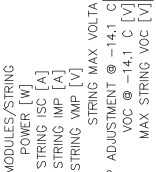 MODULES/STRING
POWER [W]
STRING ISC [A]
STRING IMP [A]
STRING VMP [V]
STRING MAX VOLTA
P ADJUSTMENT @ -14.1 C
VOC @ -14.1 C [V]
MAX STRING VOC [V]